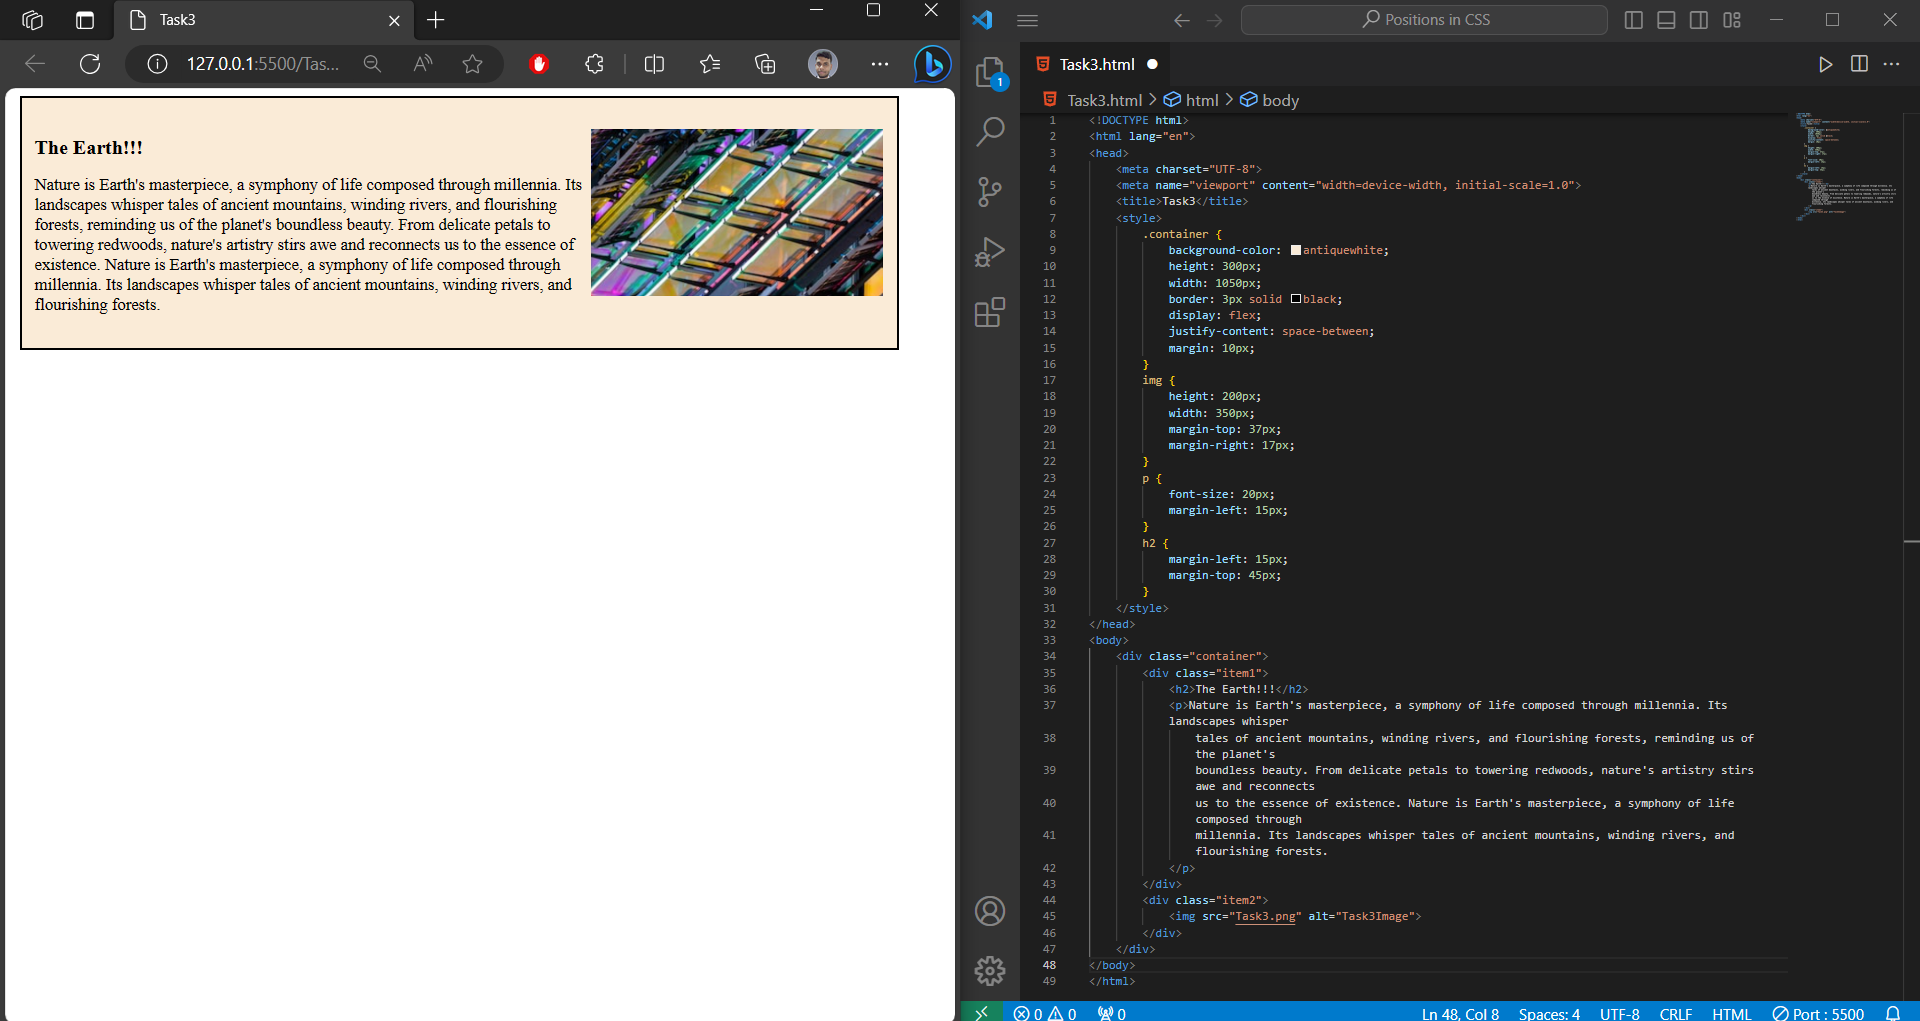 Task3
127.0.0.1:5500/Tas...
The Earth!!!
Nature is Earth's masterpiece, a symphony of life composed through millennia. Its
landscapes whisper tales of ancient mountains, winding rivers, and flourishing
forests, reminding us of the planet's boundless beauty. From delicate petals to
towering redwoods, nature's artistry stirs awe and reconnects us to the essence of
existence. Nature is Earth's masterpiece, a symphony of life composed through
millennia. Its landscapes whisper tales of ancient mountains, winding rivers, and
flourishing forests.
Positions in CSS
1
Task3.html
Task3.html > html > body
1 <!DOCTYPE html>
2 <html lang="en">
3 <head>
4 <meta charset="UTF-8">
5 <meta name="viewport" content="width=device-width, initial-scale=1.0">
6 <title>Task3</title>
7 <style>
8 .container {
9 background-color: antiquewhite;
10 height: 300px;
11 width: 1050px;
12 border: 3px solid black;
13 display: flex;
14 justify-content: space-between;
15 margin: 10px;
16 }
17 img {
18 height: 200px;
19 width: 350px;
20 margin-top: 37px;
21 margin-right: 17px;
22 }
23 p {
24 font-size: 20px;
25 margin-left: 15px;
26 }
27 h2 {
28 margin-left: 15px;
29 margin-top: 45px;
30 }
31 </style>
32 </head>
33 <body>
34 <div class="container">
35 <div class="item1">
36 <h2>The Earth!!!</h2>
37 <p>Nature is Earth's masterpiece, a symphony of life composed through millennia. Its
landscapes whisper
38 tales of ancient mountains, winding rivers, and flourishing forests, reminding us of
the planet's
39 boundless beauty. From delicate petals to towering redwoods, nature's artistry stirs
awe and reconnects
40 us to the essence of existence. Nature is Earth's masterpiece, a symphony of life
composed through
41 millennia. Its landscapes whisper tales of ancient mountains, winding rivers, and
flourishing forests.
42 </p>
43 </div>
44 <div class="item2">
45 <img src="Task3.png" alt="Task3Image">
46 </div>
47 </div>
48 </body>
49 </html>
0 0 0 Ln 48, Col 8 Spaces: 4 UTF-8 CRLF HTML Port : 5500